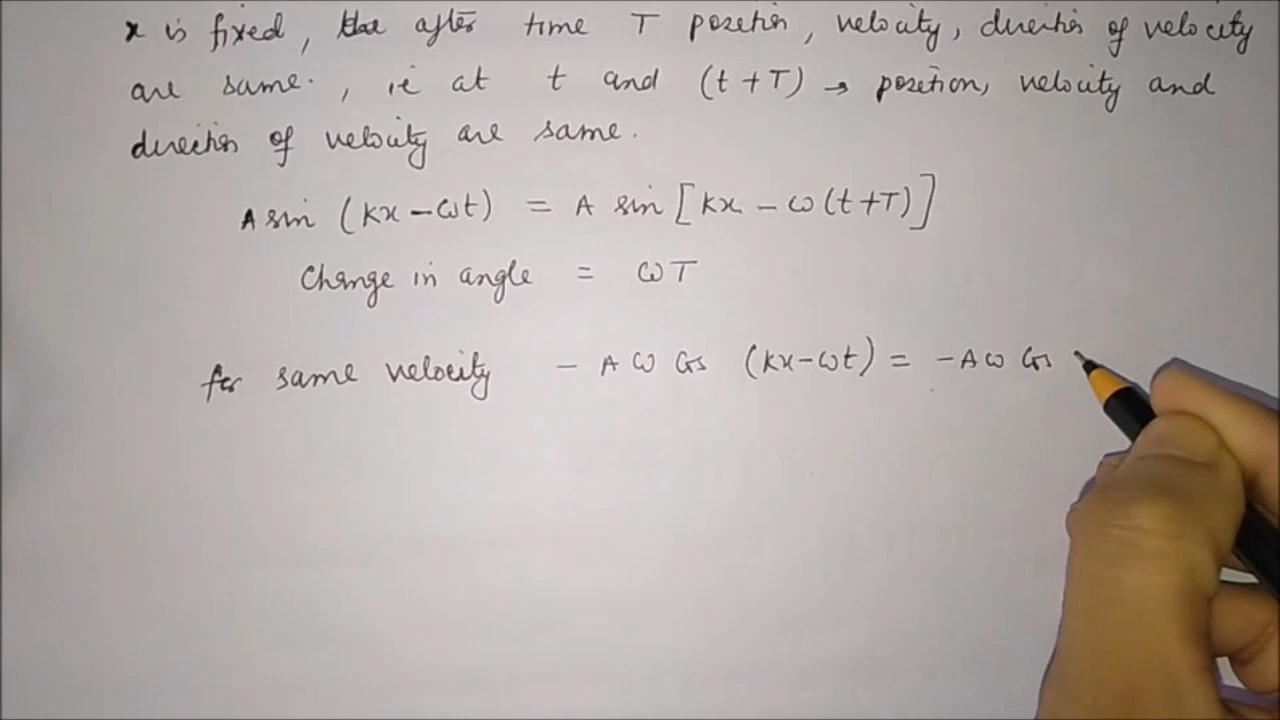 x is fixed, after time T position, velocity, direction of velocity
are same., ie at t and (t+T) → position, velocity and
direction of velocity are same.
A sin (kx - ωt) = A sin [kx - ω(t+T)]
Change in angle = ωT
for same velocity - A ω Cos (kx-ωt) = -Aω Cos